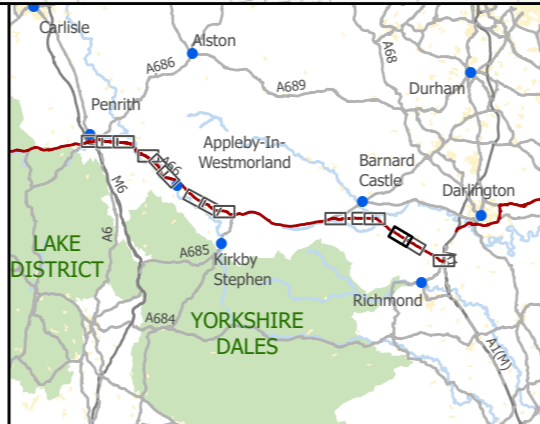 Carlisle
Alston
A68
A686
A689
Durham
Penrith
Appleby-In-
Westmorland
A66
Barnard
Castle
Darlington
M6
A6
LAKE
DISTRICT
A685
Kirkby
Stephen
Richmond
A684
YORKSHIRE
DALES
A1(M)